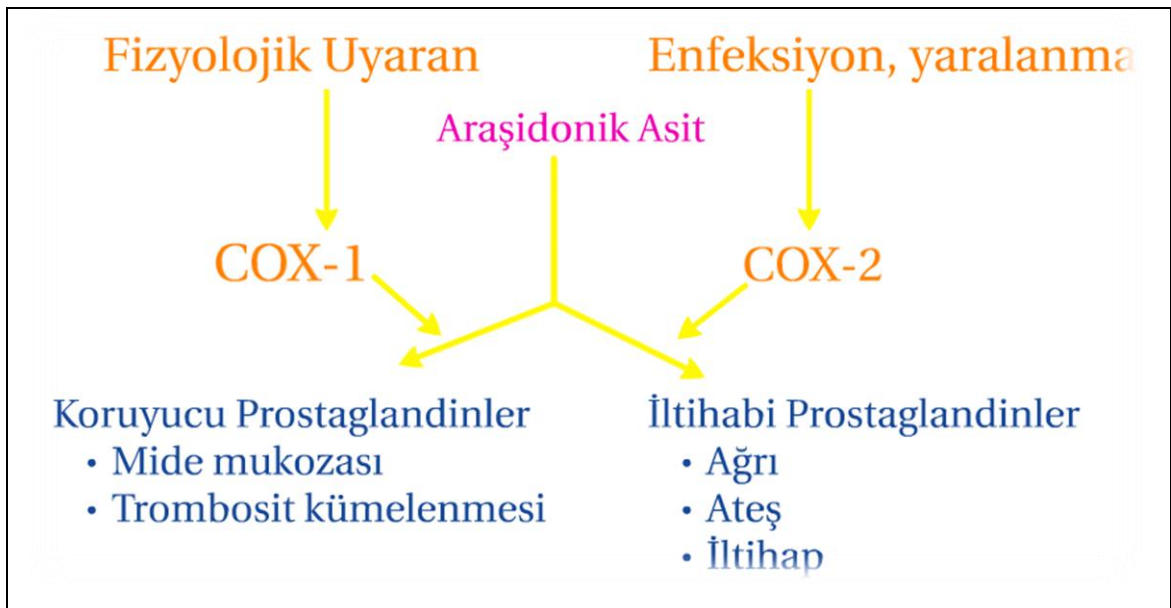 Fizyolojik Uyaran
Enfeksiyon, yaralanma
Araşidonik Asit
COX-1
COX-2
Koruyucu Prostaglandinler
• Mide mukozası
• Trombosit kümelenmesi
İltihabi Prostaglandinler
• Ağrı
• Ateş
• İltihap